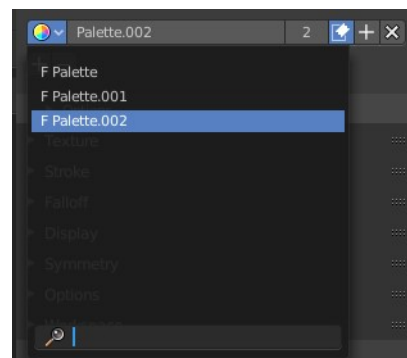 Palette.002 2
F Palette
F Palette.001
F Palette.002
Texture
Stroke
Falloff
Display
Symmetry
Options